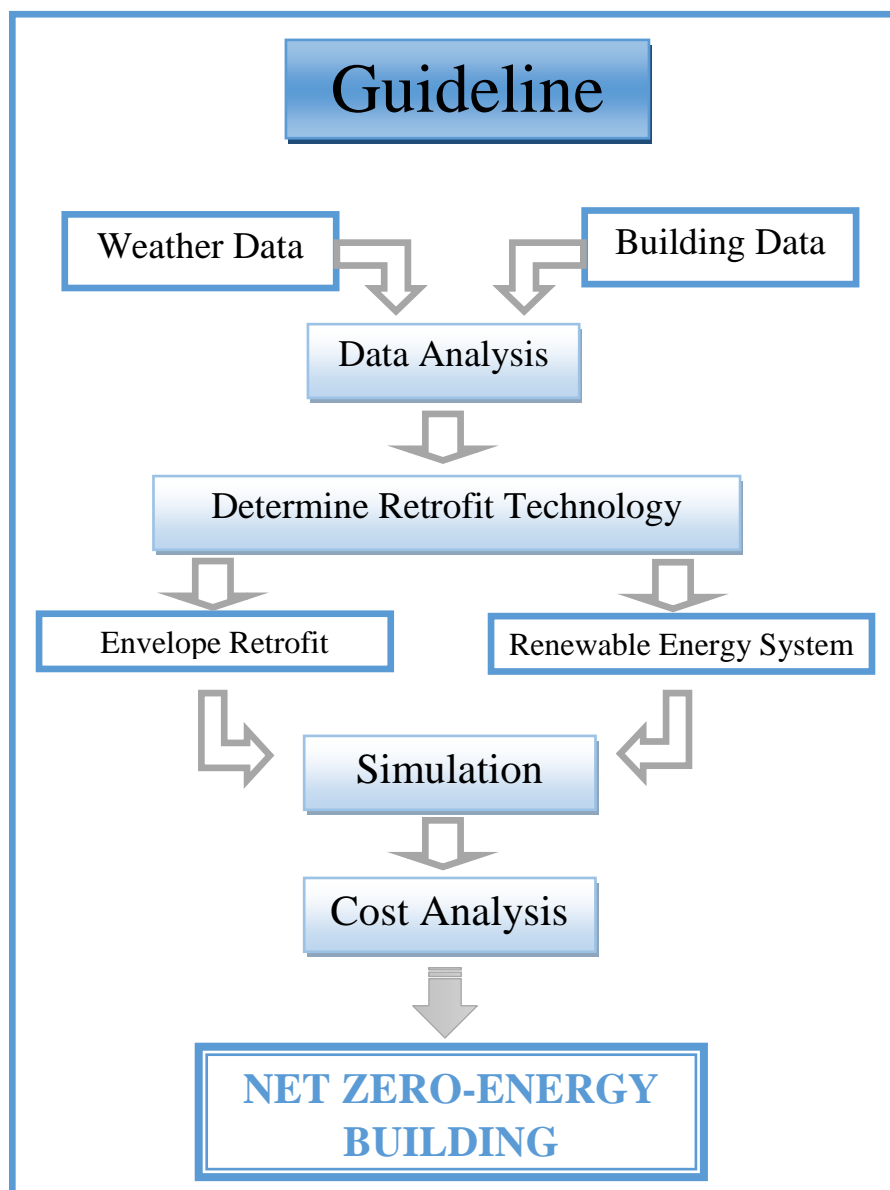 Guideline
Weather Data
Building Data
Data Analysis
Determine Retrofit Technology
Envelope Retrofit
Renewable Energy System
Simulation
Cost Analysis
NET ZERO-ENERGY
BUILDING